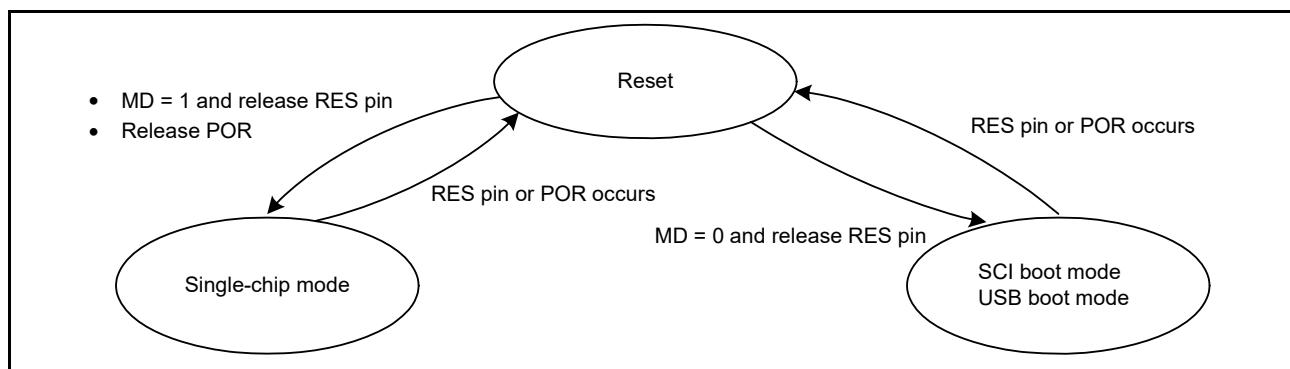 Reset
• MD = 1 and release RES pin
• Release POR
RES pin or POR occurs
RES pin or POR occurs
MD = 0 and release RES pin
Single-chip mode
SCI boot mode
USB boot mode